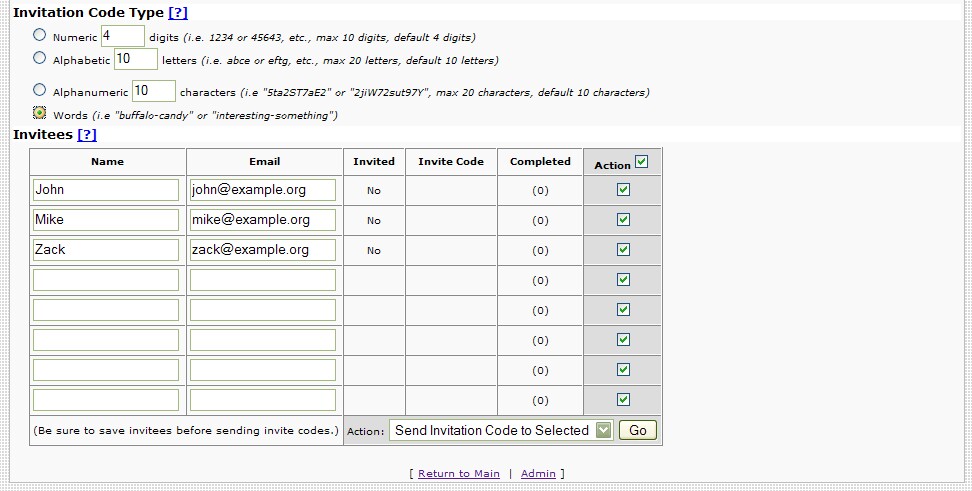 Invitation Code Type [?]
Numeric 4 digits (i.e. 1234 or 45643, etc., max 10 digits, default 4 digits)
Alphabetic 10 letters (i.e. abce or eftg, etc., max 20 letters, default 10 letters)
Alphanumeric 10 characters (i.e "5ta2ST7aE2" or "2jiW72sut97Y", max 20 characters, default 10 characters)
Words (i.e "buffalo-candy" or "interesting-something")
Invitees [?]
Name Email Invited Invite Code Completed Action
John john@example.org No (0)
Mike mike@example.org No (0)
Zack zack@example.org No (0)
(0)
(0)
(0)
(0)
(0)
(Be sure to save invitees before sending invite codes.) Action: Send Invitation Code to Selected Go
[ Return to Main | Admin ]